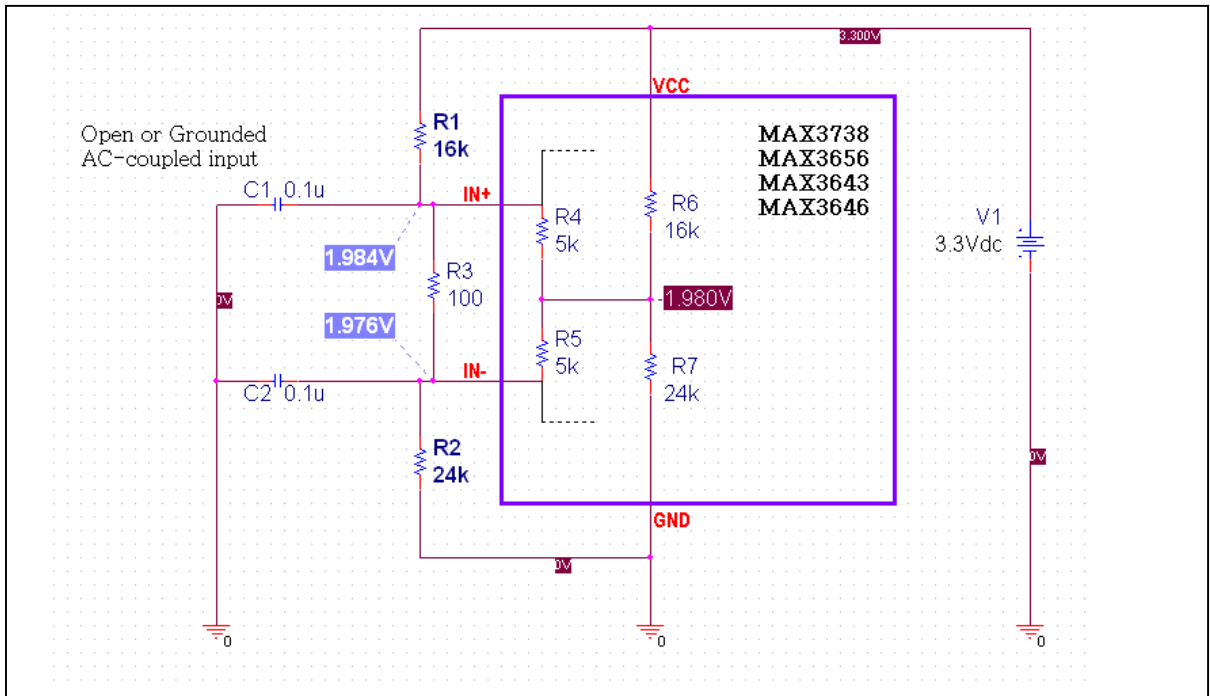 3.300V
VCC
Open or Grounded
AC-coupled input
R1
16k
MAX3738
MAX3656
MAX3643
MAX3646
C1 0.1u
IN+
R4
5k
R6
16k
V1
3.3Vdc
1.984V
R3
100
0V
1.980V
1.976V
R5
5k
R7
24k
IN-
C2 0.1u
R2
24k
0V
GND
0V
0
0
0